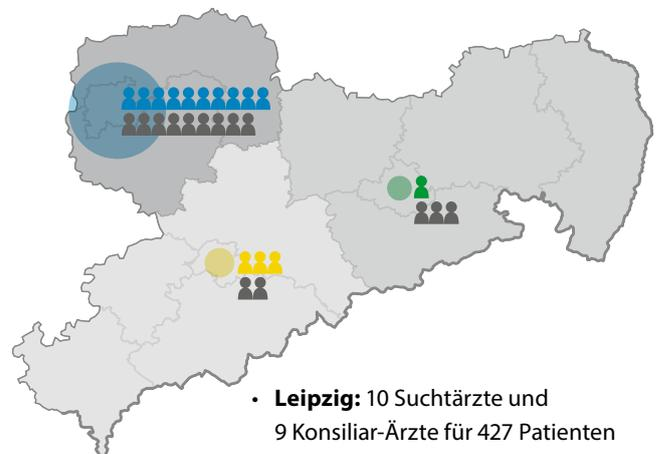 • Leipzig: 10 Suchtärzte und
9 Konsiliar-Ärzte für 427 Patienten